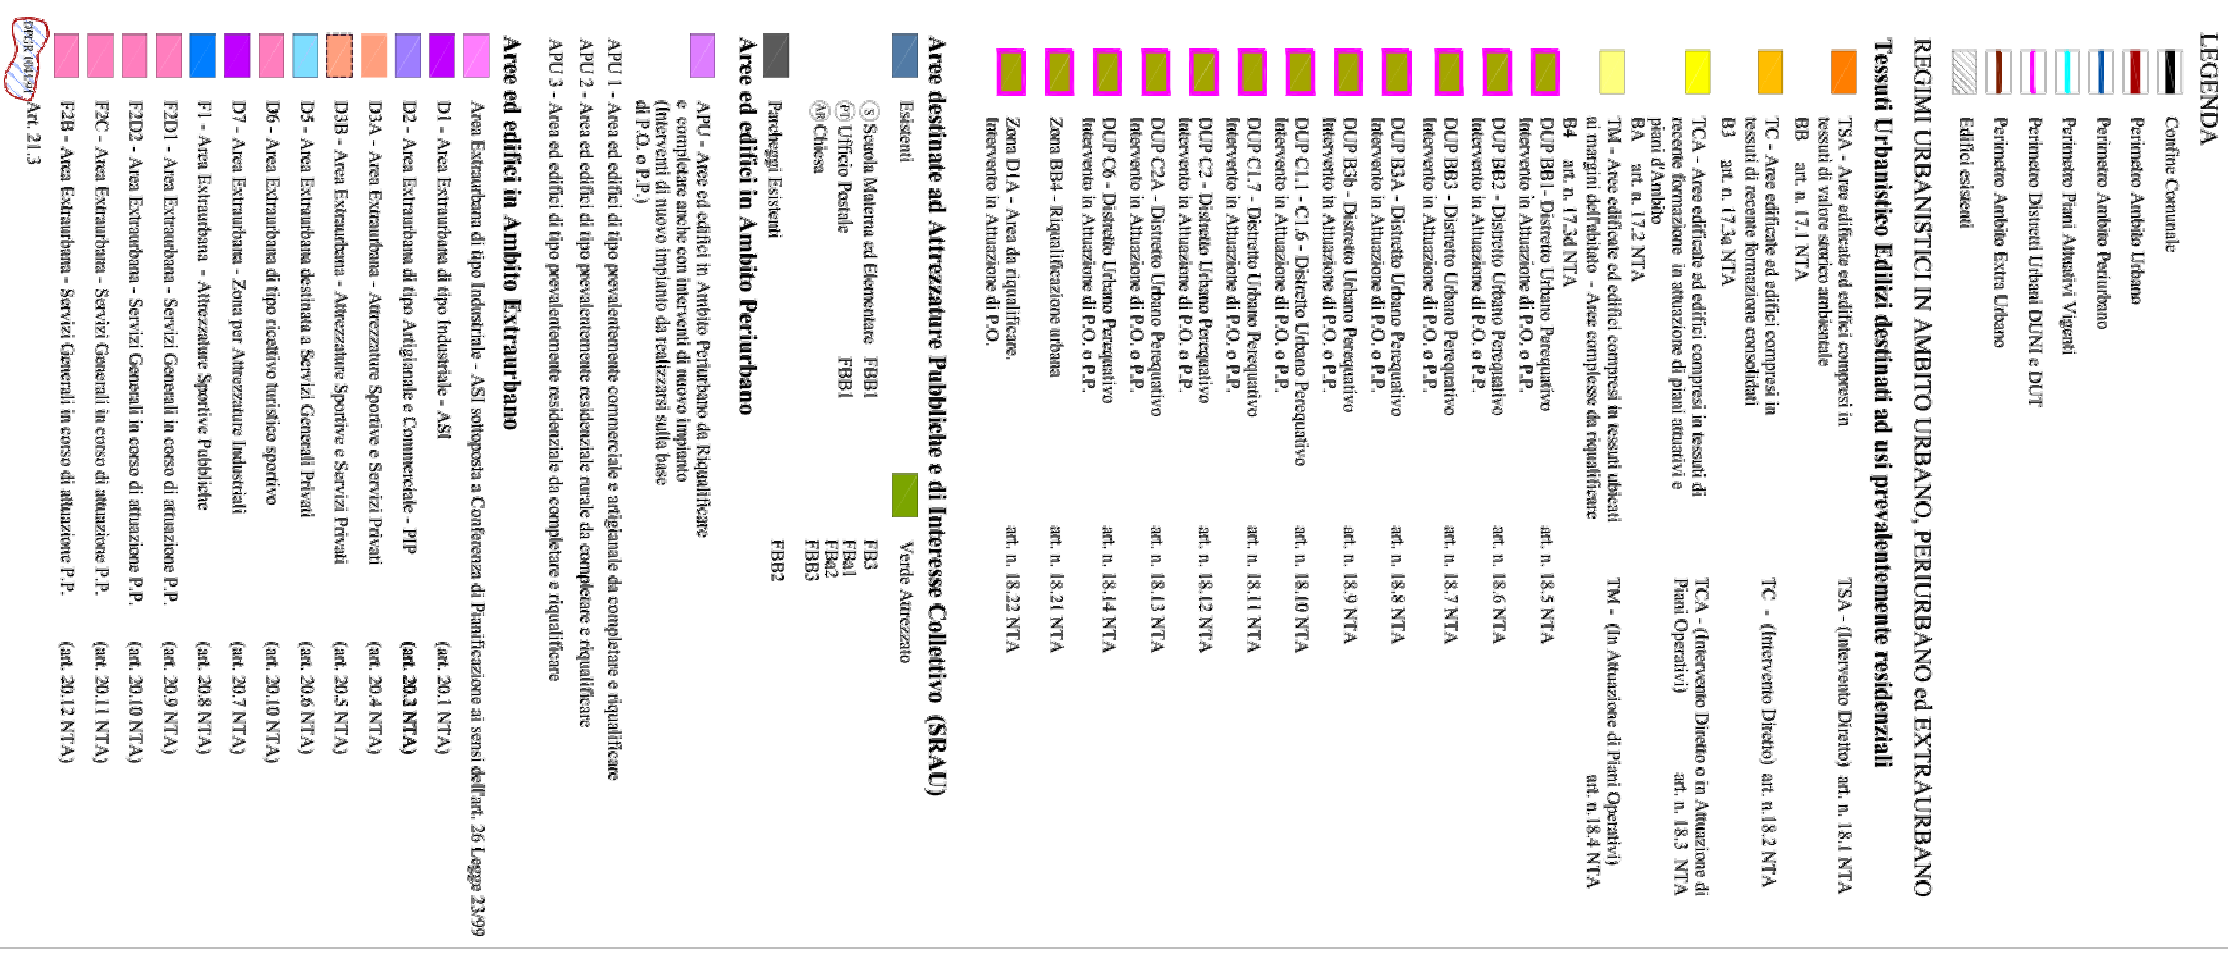 LEGENDA
Confine Comunale
Perimetro Ambito Urbano
Perimetro Ambito Periurbano
Perimetro Piani Attuativi Vigenti
Perimetro Distretti Urbani DUNI e DUT
Perimetro Ambito Extra Urbano
Edifici esistenti
REGIMI URBANISTICI IN AMBITO URBANO, PERIURBANO ed EXTRAURBANO
Tessuti Urbanistico Edilizi destinati ad usi prevalentemente residenziali
TSA - Aree edificate ed edifici compresi in
tessuti di valore storico ambientale
BB art. n. 17.1 NTA
TSA - (Intervento Diretto) art. n. 18.1 NTA
TC - Aree edificate ed edifici compresi in
tessuti di recente formazione consolidati
B3 art. n. 17.3a NTA
TC - (Intervento Diretto) art. n.18.2 NTA
TCA - Aree edificate ed edifici compresi in tessuti di
recente formazione in attuazione di piani attuativi e
piani d'Ambito
BA art. n. 17.2 NTA
TCA - (Intervento Diretto o in Attuazione di
Piani Operativi) art. n. 18.3 NTA
TM - Aree edificate ed edifici compresi in tessuti ubicati
ai margini dell'abitato - Aree complesse da riqualificare
B4 art. n. 17.3d NTA
TM - (In Attuazione di Piani Operativi)
art. n.18.4 NTA
DUP BB1- Distretto Urbano Perequativo art. n. 18.5 NTA
Intervento in Attuazione di P.O. o P.P.
DUP BB2 - Distretto Urbano Perequativo art. n. 18.6 NTA
Intervento in Attuazione di P.O. o P.P.
DUP BB3 - Distretto Urbano Perequativo art. n. 18.7 NTA
Intervento in Attuazione di P.O. o P.P.
DUP B3A - Distretto Urbano Perequativo art. n. 18.8 NTA
Intervento in Attuazione di P.O. o P.P.
DUP B3b - Distretto Urbano Perequativo art. n. 18.9 NTA
Intervento in Attuazione di P.O. o P.P.
DUP C1.1 - C1.6 - Distretto Urbano Perequativo art. n. 18.10 NTA
Intervento in Attuazione di P.O. o P.P.
DUP C1.7 - Distretto Urbano Perequativo art. n. 18.11 NTA
Intervento in Attuazione di P.O. o P.P.
DUP C2 - Distretto Urbano Perequativo art. n. 18.12 NTA
Intervento in Attuazione di P.O. o P.P.
DUP C2A - Distretto Urbano Perequativo art. n. 18.13 NTA
Intervento in Attuazione di P.O. o P.P.
DUP C6 - Distretto Urbano Perequativo art. n. 18.14 NTA
Intervento in Attuazione di P.O. o P.P.
Zona BB4 - Riqualificazione urbana art. n. 18.21 NTA
Zona D1A - Area da riqualificare. art. n. 18.22 NTA
Intervento in Attuazione di P.O.
Aree destinate ad Attrezzature Pubbliche e di Interesse Collettivo (SRAU)
Esistenti Verde Attrezzato
S Scuola Materna ed Elementare FBB1 FB3
PT Ufficio Postale FBB1 FBa1
FBa2
AR Chiesa FBB3
Parcheggi Esistenti FBB2
Aree ed edifici in Ambito Periurbano
APU - Aree ed edifici in Ambito Periurbano da Riqualificare
e completare anche con interventi di nuovo impianto
(Interventi di nuovo impianto da realizzarsi sulla base
di P.O. o P.P.)
APU 1 - Area ed edifici di tipo prevalentemente commerciale e artigianale da completare e riqualificare
APU 2 - Area ed edifici di tipo prevalentemente residenziale rurale da completare e riqualificare
APU 3 - Area ed edifici di tipo prevalentemente residenziale da completare e riqualificare
Aree ed edifici in Ambito Extraurbano
Area Extraurbana di tipo Industriale - ASI sottoposta a Conferenza di Pianificazione ai sensi dell'art. 26 Legge 23/99
D1 - Area Extraurbana di tipo Industriale - ASI (art. 20.1 NTA)
D2 - Area Extraurbana di tipo Artigianale e Commerciale - PIP (art. 20.3 NTA)
D3A - Area Extraurbana - Attrezzature Sportive e Servizi Privati (art. 20.4 NTA)
D3B - Area Extraurbana - Attrezzature Sportive e Servizi Privati (art. 20.5 NTA)
D5 - Area Extraurbana destinata a Servizi Generali Privati (art. 20.6 NTA)
D6 - Area Extraurbana di tipo ricettivo turistico sportivo (art. 20.10 NTA)
D7 - Area Extraurbana - Zona per Attrezzature Industriali (art. 20.7 NTA)
F1 - Area Extraurbana - Attrezzature Sportive Pubbliche (art. 20.8 NTA)
F2D1 - Area Extraurbana - Servizi Generali in corso di attuazione P.P. (art. 20.9 NTA)
F2D2 - Area Extraurbana - Servizi Generali in corso di attuazione P.P. (art. 20.10 NTA)
F2C - Area Extraurbana - Servizi Generali in corso di attuazione P.P. (art. 20.11 NTA)
F2B - Area Extraurbana - Servizi Generali in corso di attuazione P.P. (art. 20.12 NTA)
Art. 21.3